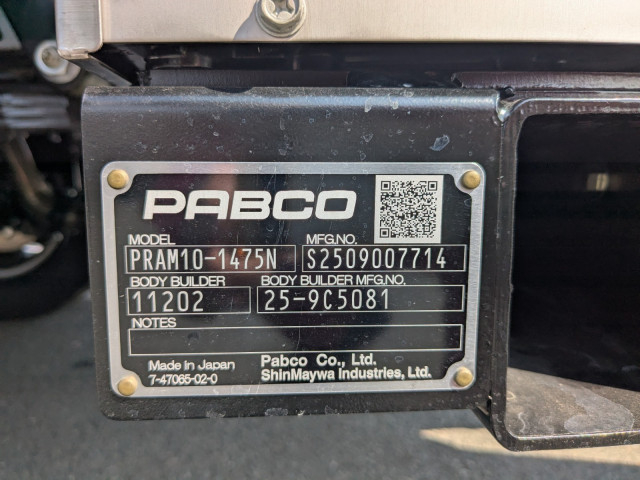 PABCO
MODEL MFG.NO.
PRAM10-1475N S2509007714
BODY BUILDER BODY BUILDER MFG.NO.
11202 25-9C5081
NOTES
Made in Japan Pabco Co., Ltd.
7-47065-02-0 ShinMaywa Industries, Ltd.